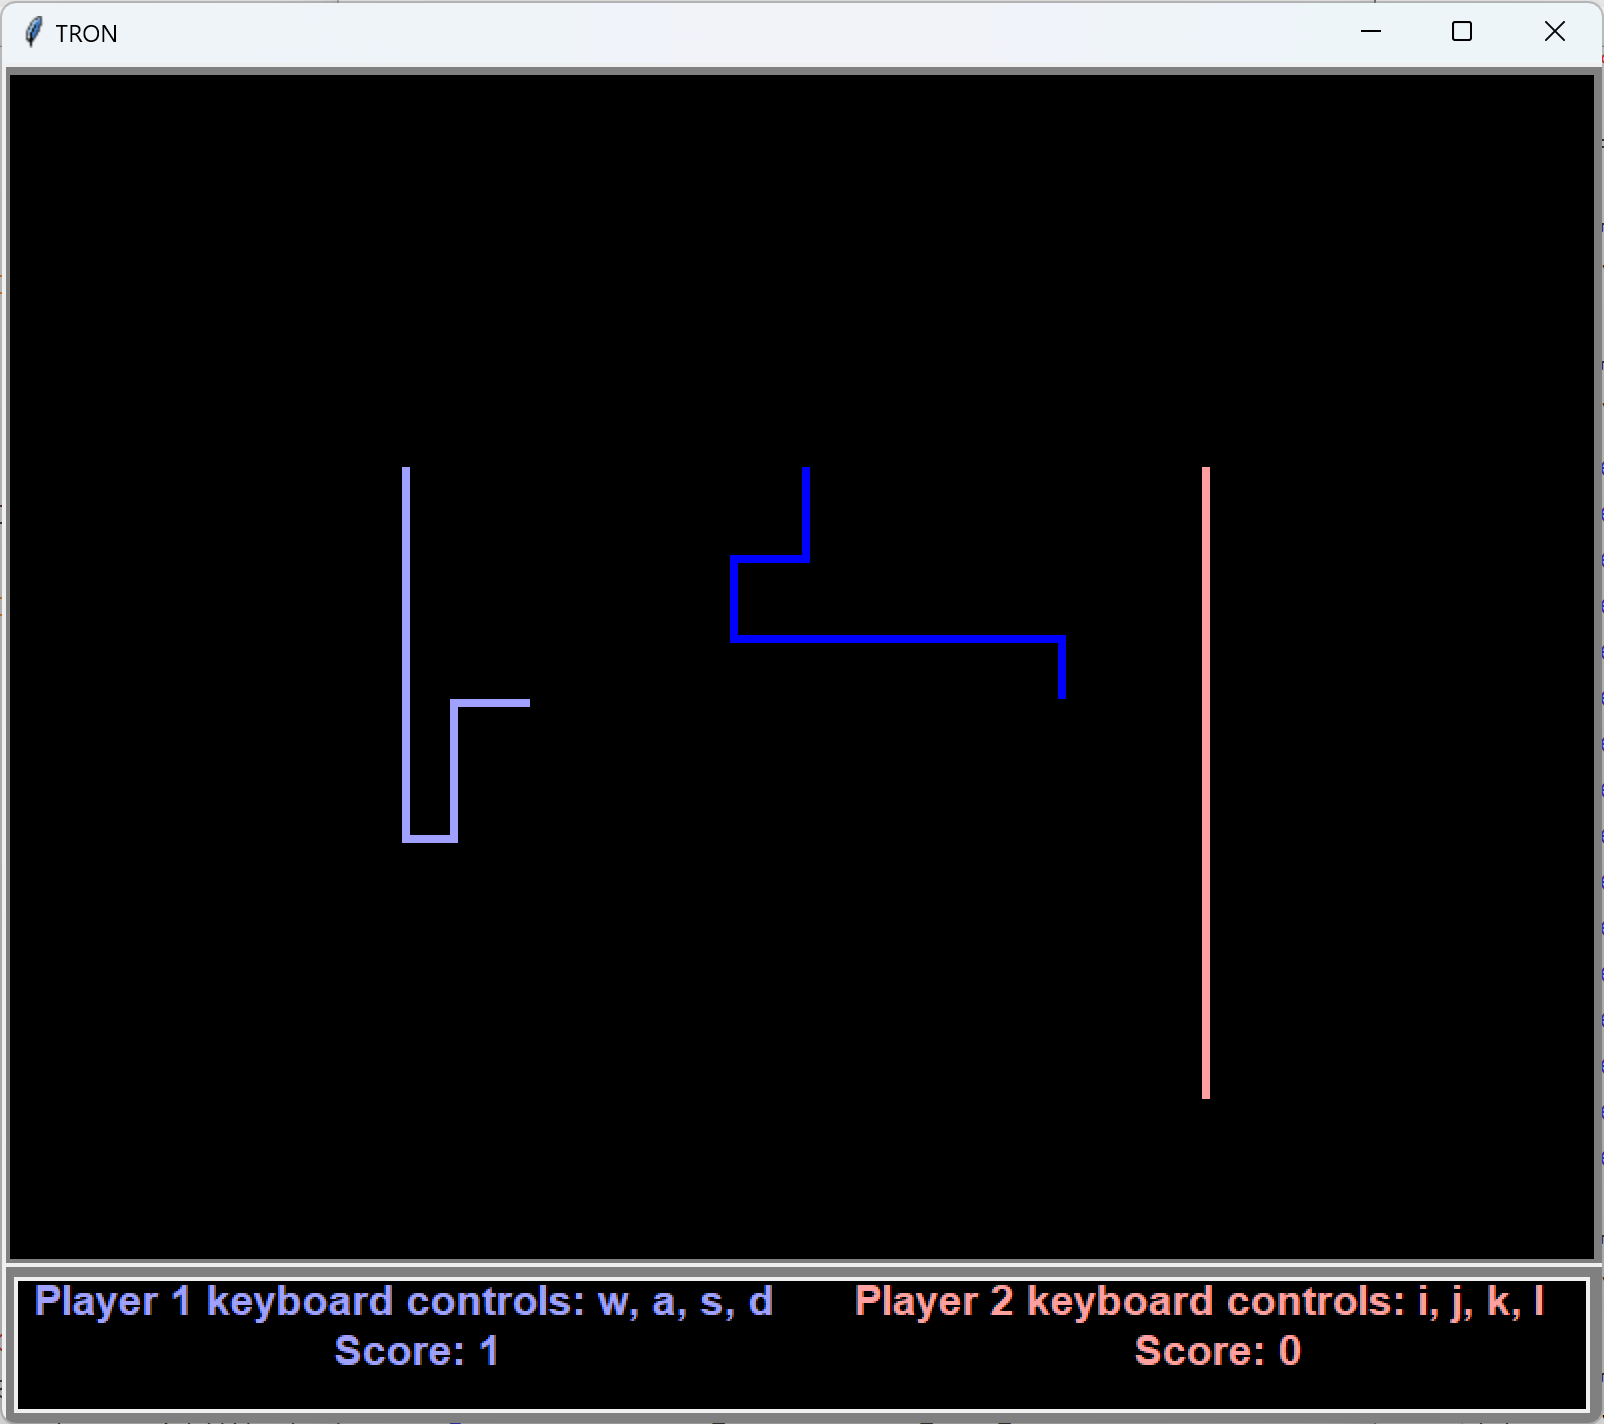 TRON
Player 1 keyboard controls: w, a, s, d
Score: 1
Player 2 keyboard controls: i, j, k, l
Score: 0